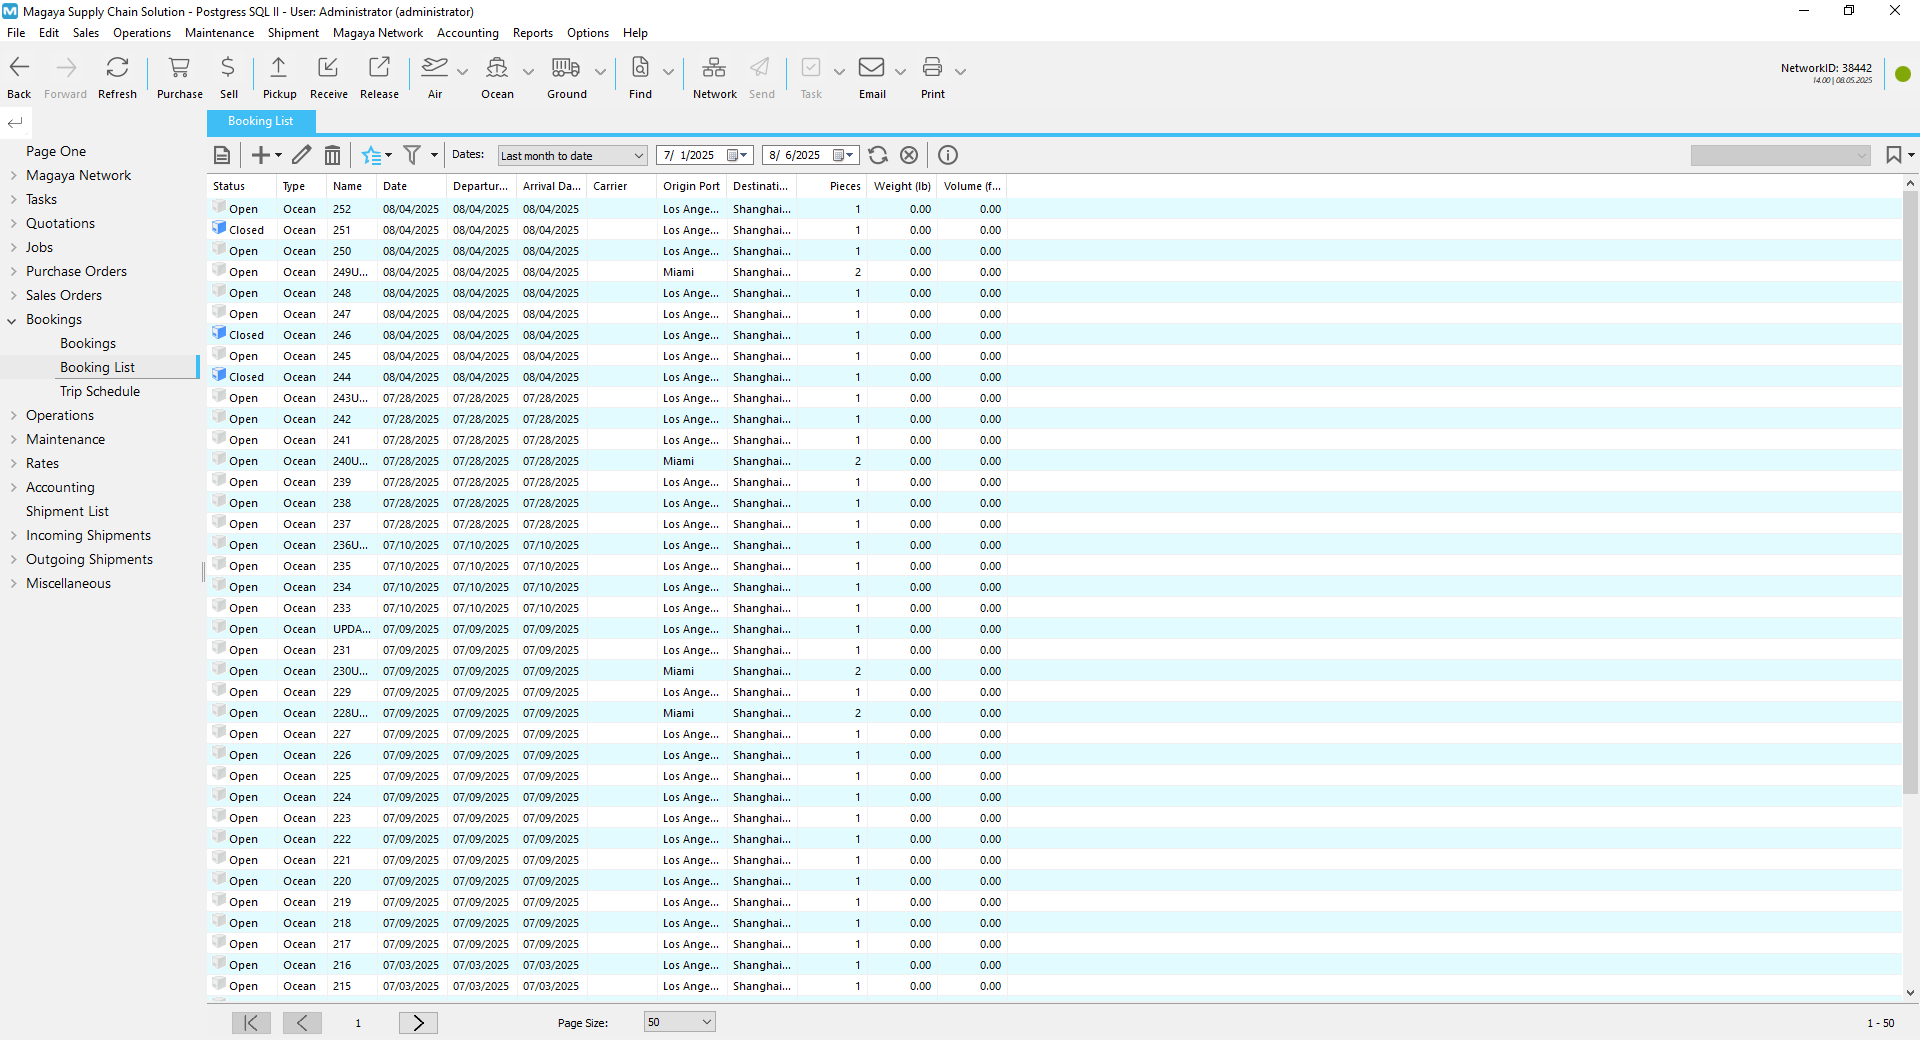 Magaya Supply Chain Solution - Postgress SQL II - User: Administrator (administrator)
File Edit Sales Operations Maintenance Shipment Magaya Network Accounting Reports Options Help
Back Forward Refresh Purchase Sell Pickup Receive Release Air Ocean Ground Find Network Send Task Email Print
NetworkID: 38442
14.00 | 08.05.2025
Page One
Magaya Network
Tasks
Quotations
Jobs
Purchase Orders
Sales Orders
Bookings
Bookings
Booking List
Trip Schedule
Operations
Maintenance
Rates
Accounting
Shipment List
Incoming Shipments
Outgoing Shipments
Miscellaneous
Booking List
Dates: Last month to date 7/ 1/2025 8/ 6/2025
Status Type Name Date Departur... Arrival Da... Carrier Origin Port Destinati... Pieces Weight (lb) Volume (f...
Open Ocean 252 08/04/2025 08/04/2025 08/04/2025 Los Ange... Shanghai... 1 0.00 0.00
Closed Ocean 251 08/04/2025 08/04/2025 08/04/2025 Los Ange... Shanghai... 1 0.00 0.00
Open Ocean 250 08/04/2025 08/04/2025 08/04/2025 Los Ange... Shanghai... 1 0.00 0.00
Open Ocean 249U... 08/04/2025 08/04/2025 08/04/2025 Miami Shanghai... 2 0.00 0.00
Open Ocean 248 08/04/2025 08/04/2025 08/04/2025 Los Ange... Shanghai... 1 0.00 0.00
Open Ocean 247 08/04/2025 08/04/2025 08/04/2025 Los Ange... Shanghai... 1 0.00 0.00
Closed Ocean 246 08/04/2025 08/04/2025 08/04/2025 Los Ange... Shanghai... 1 0.00 0.00
Open Ocean 245 08/04/2025 08/04/2025 08/04/2025 Los Ange... Shanghai... 1 0.00 0.00
Closed Ocean 244 08/04/2025 08/04/2025 08/04/2025 Los Ange... Shanghai... 1 0.00 0.00
Open Ocean 243U... 07/28/2025 07/28/2025 07/28/2025 Los Ange... Shanghai... 1 0.00 0.00
Open Ocean 242 07/28/2025 07/28/2025 07/28/2025 Los Ange... Shanghai... 1 0.00 0.00
Open Ocean 241 07/28/2025 07/28/2025 07/28/2025 Los Ange... Shanghai... 1 0.00 0.00
Open Ocean 240U... 07/28/2025 07/28/2025 07/28/2025 Miami Shanghai... 2 0.00 0.00
Open Ocean 239 07/28/2025 07/28/2025 07/28/2025 Los Ange... Shanghai... 1 0.00 0.00
Open Ocean 238 07/28/2025 07/28/2025 07/28/2025 Los Ange... Shanghai... 1 0.00 0.00
Open Ocean 237 07/28/2025 07/28/2025 07/28/2025 Los Ange... Shanghai... 1 0.00 0.00
Open Ocean 236U... 07/10/2025 07/10/2025 07/10/2025 Los Ange... Shanghai... 1 0.00 0.00
Open Ocean 235 07/10/2025 07/10/2025 07/10/2025 Los Ange... Shanghai... 1 0.00 0.00
Open Ocean 234 07/10/2025 07/10/2025 07/10/2025 Los Ange... Shanghai... 1 0.00 0.00
Open Ocean 233 07/10/2025 07/10/2025 07/10/2025 Los Ange... Shanghai... 1 0.00 0.00
Open Ocean UPDA... 07/09/2025 07/09/2025 07/09/2025 Los Ange... Shanghai... 1 0.00 0.00
Open Ocean 231 07/09/2025 07/09/2025 07/09/2025 Los Ange... Shanghai... 1 0.00 0.00
Open Ocean 230U... 07/09/2025 07/09/2025 07/09/2025 Miami Shanghai... 2 0.00 0.00
Open Ocean 229 07/09/2025 07/09/2025 07/09/2025 Los Ange... Shanghai... 1 0.00 0.00
Open Ocean 228U... 07/09/2025 07/09/2025 07/09/2025 Miami Shanghai... 2 0.00 0.00
Open Ocean 227 07/09/2025 07/09/2025 07/09/2025 Los Ange... Shanghai... 1 0.00 0.00
Open Ocean 226 07/09/2025 07/09/2025 07/09/2025 Los Ange... Shanghai... 1 0.00 0.00
Open Ocean 225 07/09/2025 07/09/2025 07/09/2025 Los Ange... Shanghai... 1 0.00 0.00
Open Ocean 224 07/09/2025 07/09/2025 07/09/2025 Los Ange... Shanghai... 1 0.00 0.00
Open Ocean 223 07/09/2025 07/09/2025 07/09/2025 Los Ange... Shanghai... 1 0.00 0.00
Open Ocean 222 07/09/2025 07/09/2025 07/09/2025 Los Ange... Shanghai... 1 0.00 0.00
Open Ocean 221 07/09/2025 07/09/2025 07/09/2025 Los Ange... Shanghai... 1 0.00 0.00
Open Ocean 220 07/09/2025 07/09/2025 07/09/2025 Los Ange... Shanghai... 1 0.00 0.00
Open Ocean 219 07/09/2025 07/09/2025 07/09/2025 Los Ange... Shanghai... 1 0.00 0.00
Open Ocean 218 07/09/2025 07/09/2025 07/09/2025 Los Ange... Shanghai... 1 0.00 0.00
Open Ocean 217 07/09/2025 07/09/2025 07/09/2025 Los Ange... Shanghai... 1 0.00 0.00
Open Ocean 216 07/03/2025 07/03/2025 07/03/2025 Los Ange... Shanghai... 1 0.00 0.00
Open Ocean 215 07/03/2025 07/03/2025 07/03/2025 Los Ange... Shanghai... 1 0.00 0.00
1 Page Size: 50 1 - 50